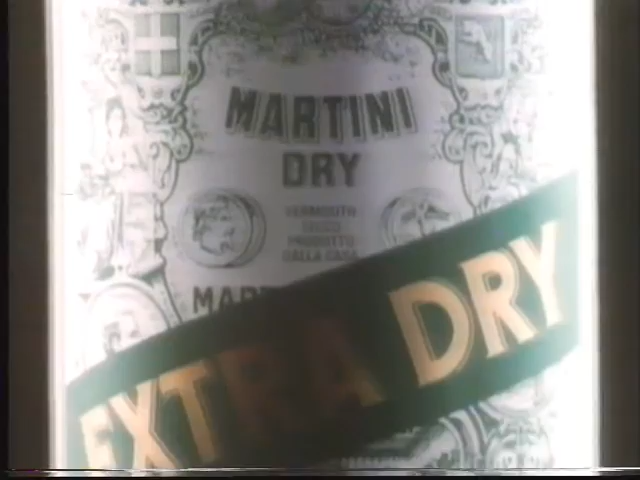 MARTINI
DRY
VERMOUTH
SECCO
PRODOTTO
DALLA CASA
EXTRA DRY